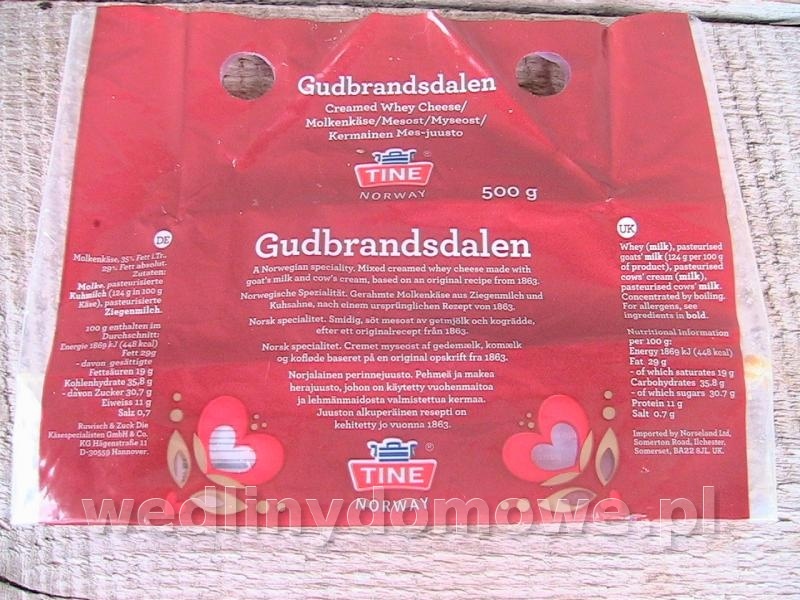 Gudbrandsdalen
Creamed Whey Cheese/
Molkenkäse/Mesost/Myseost/
Kermainen Mes-juusto
TINE
®
NORWAY
500 g
DE
Molkenkäse, 35% Fett i.Tr.,
29% Fett absolut.
Zutaten:
Molke, pasteurisierte
Kuhmilch (124 g in 100 g
Käse), pasteurisierte
Ziegenmilch.
100 g enthalten im
Durchschnitt:
Energie 1869 kJ (448 kcal)
Fett 29g
- davon gesättigte
Fettsäuren 19 g
Kohlenhydrate 35,8 g
- davon Zucker 30,7 g
Eiweiss 11 g
Salz 0,7
Ruwisch & Zuck Die
Käsespezialisten GmbH & Co.
KG Hägenstraße 11
D-30559 Hannover.
Gudbrandsdalen
A Norwegian speciality. Mixed creamed whey cheese made with
goat's milk and cow's cream, based on an original recipe from 1863.
Norwegische Spezialität. Gerahmte Molkenkäse aus Ziegenmilch und
Kuhsahne, nach einem ursprünglichen Rezept von 1863.
Norsk specialitet. Smidig, söt mesost av getmjölk och kogrädde,
efter ett originalrecept från 1863.
Norsk specialitet. Cremet myseost af gedemælk, komælk
og kofløde baseret på en original opskrift fra 1863.
Norjalainen perinnejuusto. Pehmeä ja makea
herajuusto, johon on käytetty vuohenmaitoa
ja lehmänmaidosta valmistettua kermaa.
Juuston alkuperäinen resepti on
kehitetty jo vuonna 1863.
TINE
®
NORWAY
UK
Whey (milk), pasteurised
goats' milk (124 g per 100 g
of product), pasteurised
cows' cream (milk),
pasteurised cows' milk.
Concentrated by boiling.
For allergens, see
ingredients in bold.
Nutritional Information
per 100 g:
Energy 1869 kJ (448 kcal)
Fat 29 g
- of which saturates 19 g
Carbohydrates 35.8 g
- of which sugars 30.7 g
Protein 11 g
Salt 0.7 g
Imported by Norseland Ltd,
Somerton Road, Ilchester,
Somerset, BA22 8JL. UK.
wedlinydomowe.pl